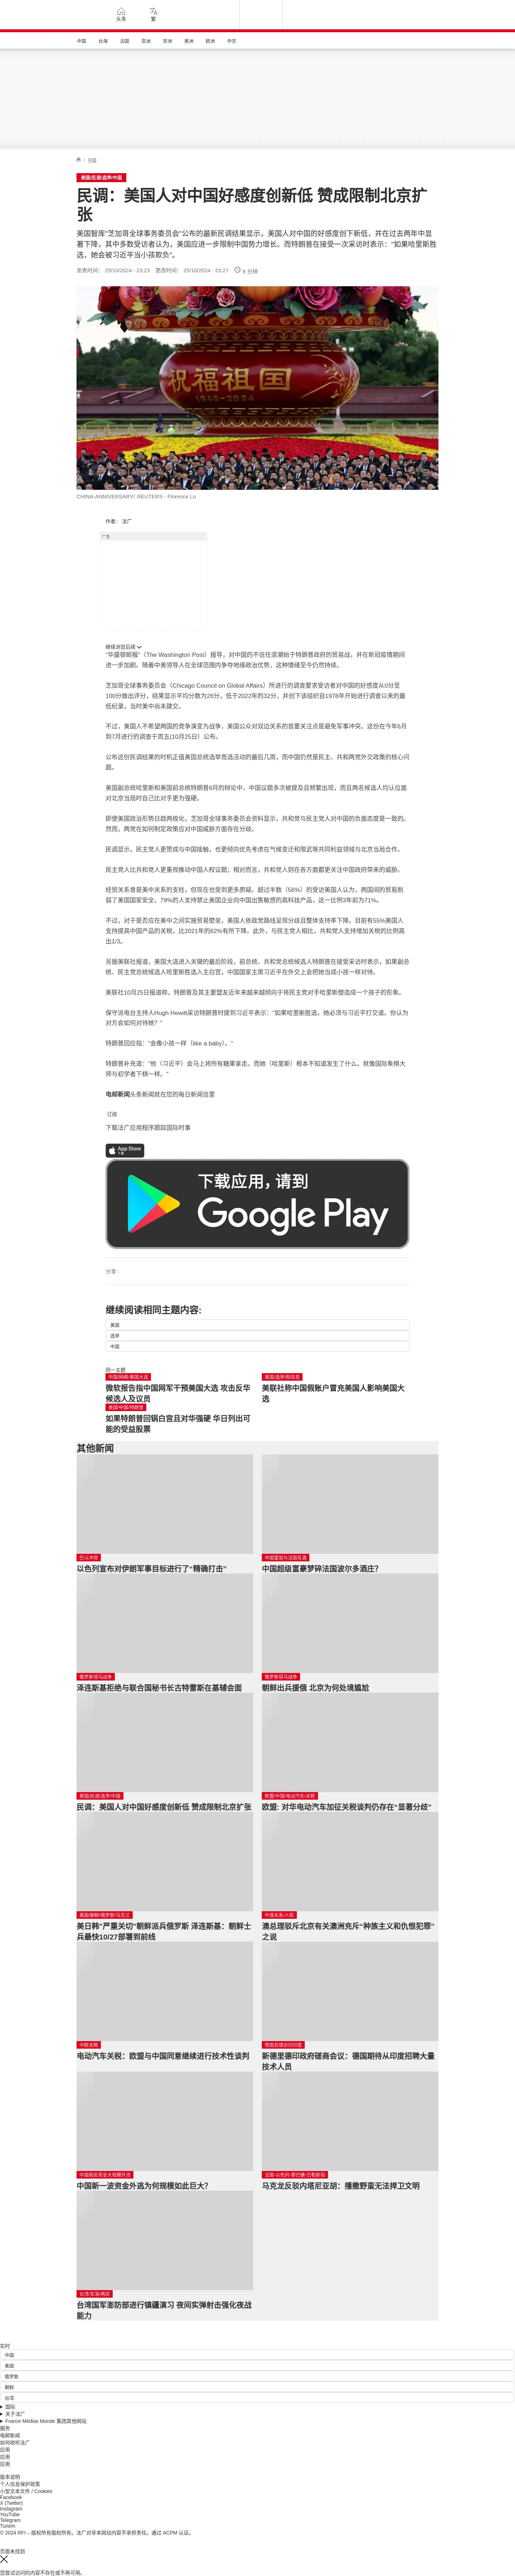 头条
繁
中国
台海
法国
亚洲
非洲
美洲
欧洲
中东
/ 中国
美国/民调/选举/中国
民调：美国人对中国好感度创新低 赞成限制北京扩
张
美国智库"芝加哥全球事务委员会"公布的最新民调结果显示，美国人对中国的好感度创下新低，并在过去两年中显
著下降，其中多数受访者认为，美国应进一步限制中国势力增长。而特朗普在接受一次采访时表示："如果哈里斯胜
选，她会被习近平当小孩欺负"。
发表时间： 25/10/2024 - 23:23 更改时间： 25/10/2024 - 23:27 6 分钟
祝福祖国
CHINA-ANNIVERSARY/ REUTERS - Florence Lo
作者： 法广
广告
继续浏览后续
"华盛顿邮报"（The Washington Post）报导，对中国的不信任浪潮始于特朗普政府的贸易战，并在新冠疫情期间
进一步加剧。随着中美领导人在全球范围内争夺地缘政治优势，这种情绪至今仍然持续。
芝加哥全球事务委员会（Chicago Council on Global Affairs）所进行的调查要求受访者对中国的好感度从0分至
100分做出评分，结果显示平均分数为26分，低于2022年的32分，并创下该组织自1978年开始进行调查以来的最
低纪录，当时美中尚未建交。
不过，美国人不希望两国的竞争演变为战争，美国公众对双边关系的首要关注点是避免军事冲突。这份在今年6月
到7月进行的调查于周五(10月25日）公布。
公布这份民调结果的时机正值美国总统选举竞选活动的最后几周，而中国仍然是民主、共和两党外交政策的核心问
题。
美国副总统哈里斯和美国前总统特朗普9月的辩论中，中国议题多次被提及且频繁出现，而且两名候选人均认位面
对北京当局时自己比对手更为强硬。
即使美国政治形势日趋两极化，芝加哥全球事务委员会资料显示，共和党与民主党人对中国的负面态度是一致的。
然而，两党在如何制定政策应对中国威胁方面存在分歧。
民调显示，民主党人更赞成与中国接触，也更倾向优先考虑在气候变迁和限武等共同利益领域与北京当局合作。
民主党人比共和党人更重视推动中国人权议题；相对而言，共和党人则在各方面都更关注中国政府带来的威胁。
经贸关系曾是美中关系的支柱，但现在也受到更多质疑。超过半数（56%）的受访美国人认为，两国间的贸易削
弱了美国国家安全，79%的人支持禁止美国企业向中国出售敏感的高科技产品，这一比例3年前为71%。
不过，对于是否应在美中之间实施贸易壁垒，美国人依政党路线呈现分歧且整体支持率下降。目前有55%美国人
支持提高中国产品的关税，比2021年的62%有所下降。此外，与民主党人相比，共和党人支持增加关税的比例高
出1/3。
另据美联社报道，美国大选进入关键的最后阶段，前总统、共和党总统候选人特朗普在接受采访时表示，如果副总
统、民主党总统候选人哈里斯胜选入主白宫，中国国家主席习近平在外交上会把她当成小孩一样对待。
美联社10月25日报道称，特朗普及其主要盟友近年来越来越倾向于将民主党对手哈里斯塑造成一个孩子的形象。
保守派电台主持人Hugh Hewitt采访特朗普时提到习近平表示："如果哈里斯胜选，她必须与习近平打交道。你认为
对方会如何对待她？"
特朗普回应指："会像小孩一样（like a baby）。"
特朗普补充道："他（习近平）会马上将所有糖果拿走。而她（哈里斯）根本不知道发生了什么。就像国际象棋大
师与初学者下棋一样。"
电邮新闻头条新闻就在您的每日新闻信里
订阅
下载法广应用程序跟踪国际时事
App Store
下载应用，请到
Google Play
分享 :
继续阅读相同主题内容:
美国
选举
中国
同一主题
中国/网络/美国大选
微软报告指中国网军干预美国大选 攻击反华
候选人及议员
美国/选举/假信息
美联社称中国假账户冒充美国人影响美国大
选
美国/中国/特朗普
如果特朗普回锅白宫且对华强硬 华日列出可
能的受益股票
其他新闻
巴以冲突
以色列宣布对伊朗军事目标进行了"精确打击"
中国富翁与法国名酒
中国超级富豪梦碎法国波尔多酒庄？
俄罗斯侵乌战争
泽连斯基拒绝与联合国秘书长古特雷斯在基辅会面
俄罗斯侵乌战争
朝鲜出兵援俄 北京为何处境尴尬
美国/民调/选举/中国
民调：美国人对中国好感度创新低 赞成限制北京扩张
欧盟/中国/电动汽车/关税
欧盟: 对华电动汽车加征关税谈判仍存在"显著分歧"
美国/朝鲜/俄罗斯/乌克兰
美日韩"严重关切"朝鲜派兵俄罗斯 泽连斯基：朝鲜士
兵最快10/27部署到前线
中澳关系/人权
澳总理驳斥北京有关澳洲充斥"种族主义和仇恨犯罪"
之说
中欧关税
电动汽车关税：欧盟与中国同意继续进行技术性谈判
德国总理访问印度
新德里德印政府磋商会议：德国期待从印度招聘大量
技术人员
中国居民资金大规模外流
中国新一波资金外逃为何规模如此巨大？
法国-以色列-黎巴嫩-巴勒斯坦
马克龙反驳内塔尼亚胡：播撒野蛮无法捍卫文明
台湾/军演/两岸
台湾国军澎防部进行镇疆演习 夜间实弹射击强化夜战
能力
实时
中国
美国
俄罗斯
朝鲜
台湾
国际
关于法广
France Médias Monde 集团其他网站
服务
电邮新闻
如何收听法广
应用
应用
应用
版本说明
个人信息保护政策
小型文本文件 / Cookies
Facebook
X (Twitter)
Instagram
YouTube
Telegram
TuneIn
© 2024 RFI – 版权所有版权所有。法广对非本网站内容不承担责任。通过 ACPM 认证。
页面未找到
您尝试访问的内容不存在或不再可用。